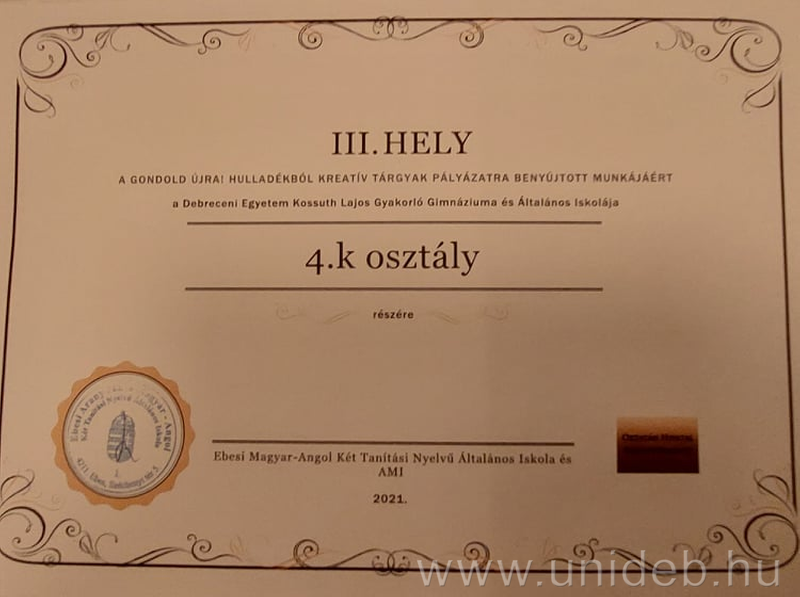 III. HELY
A GONDOLD ÚJRA! HULLADÉKBÓL KREATÍV TÁRGYAK PÁLYÁZATRA BENYÚJTOTT MUNKÁJÁÉRT
a Debreceni Egyetem Kossuth Lajos Gyakorló Gimnáziuma és Általános Iskolája
4.k osztály
részére
Ebesi Magyar-Angol Két Tanítási Nyelvű Általános Iskola és
AMI
2021.
www.unideb.hu